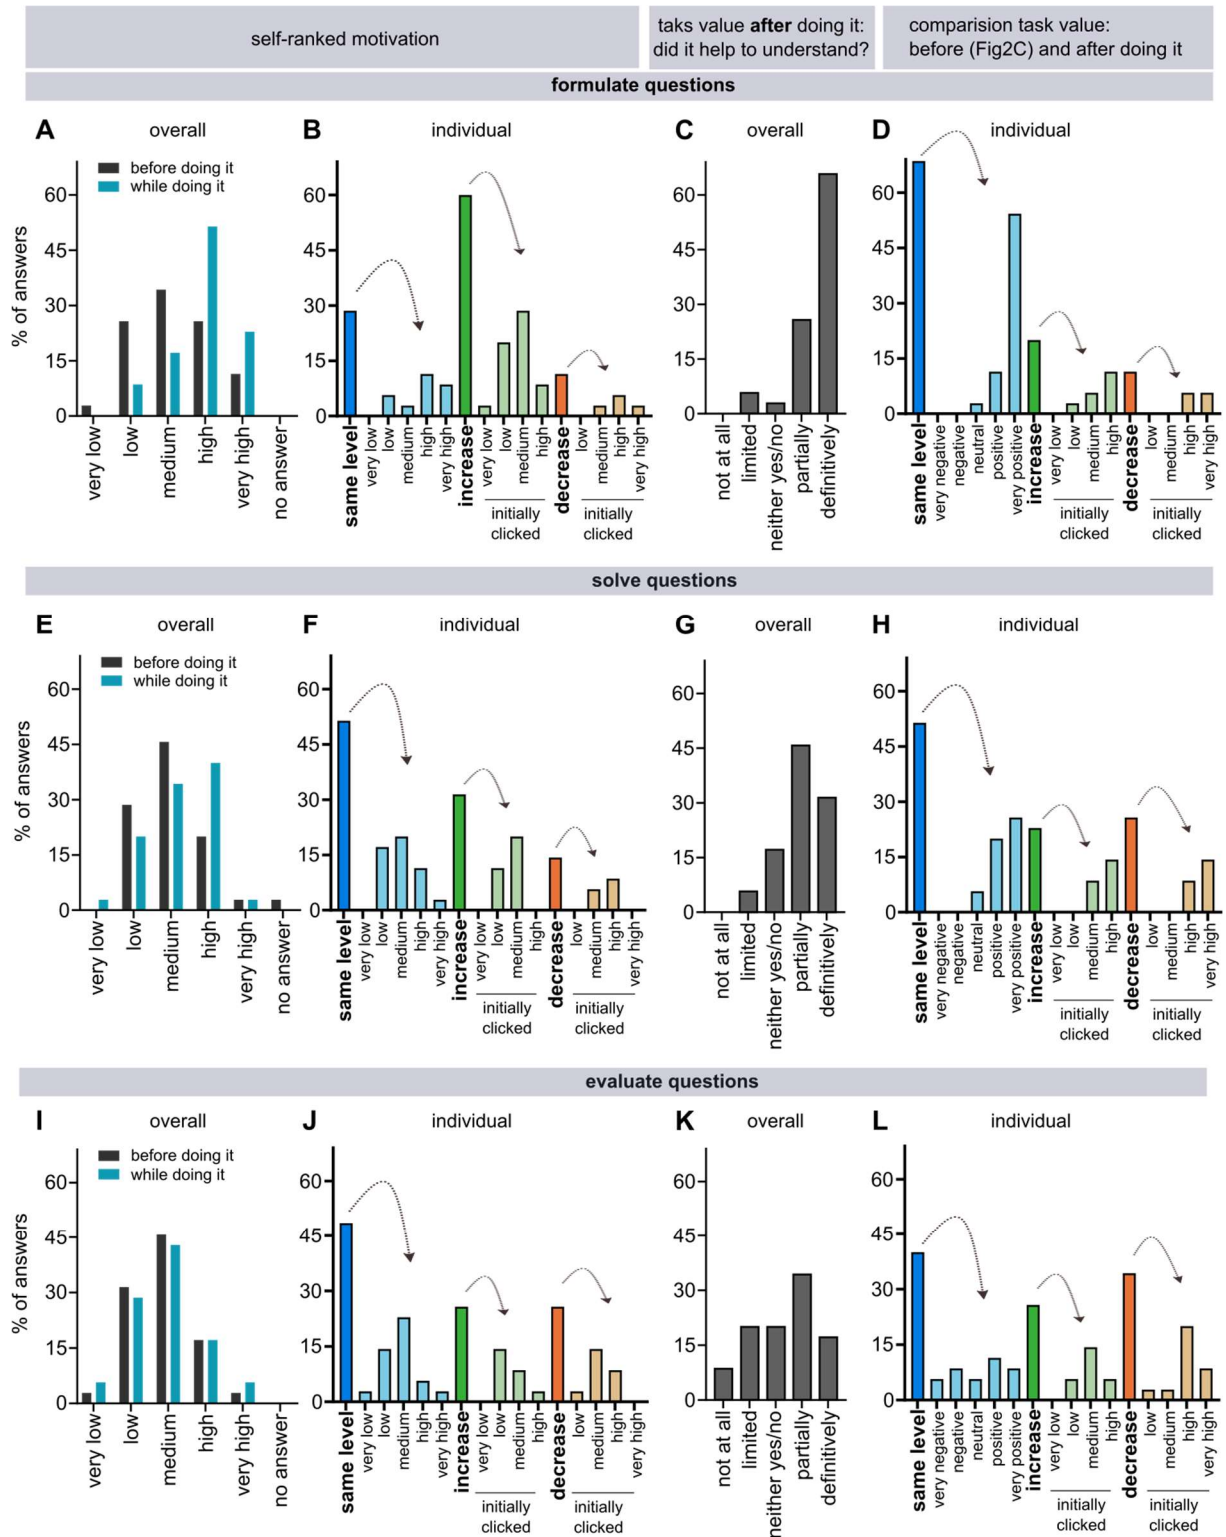 self-ranked motivation
taks value after doing it:
did it help to understand?
comparision task value:
before (Fig2C) and after doing it
formulate questions
A
overall
before doing it
while doing it
% of answers
60
45
30
15
0
very low
low
medium
high
very high
no answer
B
individual
60
45
30
15
0
same level
very low
low
medium
high
very high
increase
very low
low
medium
high
decrease
low
medium
high
very high
initially
clicked
initially
clicked
C
overall
60
45
30
15
0
not at all
limited
neither yes/no
partially
definitively
D
individual
60
45
30
15
0
same level
very negative
negative
neutral
positive
very positive
increase
very low
low
medium
high
decrease
low
medium
high
very high
initially
clicked
initially
clicked
solve questions
E
overall
before doing it
while doing it
% of answers
60
45
30
15
0
very low
low
medium
high
very high
no answer
F
individual
60
45
30
15
0
same level
very low
low
medium
high
very high
increase
very low
low
medium
high
decrease
low
medium
high
very high
initially
clicked
initially
clicked
G
overall
60
45
30
15
0
not at all
limited
neither yes/no
partially
definitively
H
individual
60
45
30
15
0
same level
very negative
negative
neutral
positive
very positive
increase
very low
low
medium
high
decrease
low
medium
high
very high
initially
clicked
initially
clicked
evaluate questions
I
overall
before doing it
while doing it
% of answers
60
45
30
15
0
very low
low
medium
high
very high
no answer
J
individual
60
45
30
15
0
same level
very low
low
medium
high
very high
increase
very low
low
medium
high
decrease
low
medium
high
very high
initially
clicked
initially
clicked
K
overall
60
45
30
15
0
not at all
limited
neither yes/no
partially
definitively
L
individual
60
45
30
15
0
same level
very negative
negative
neutral
positive
very positive
increase
very low
low
medium
high
decrease
low
medium
high
very high
initially
clicked
initially
clicked